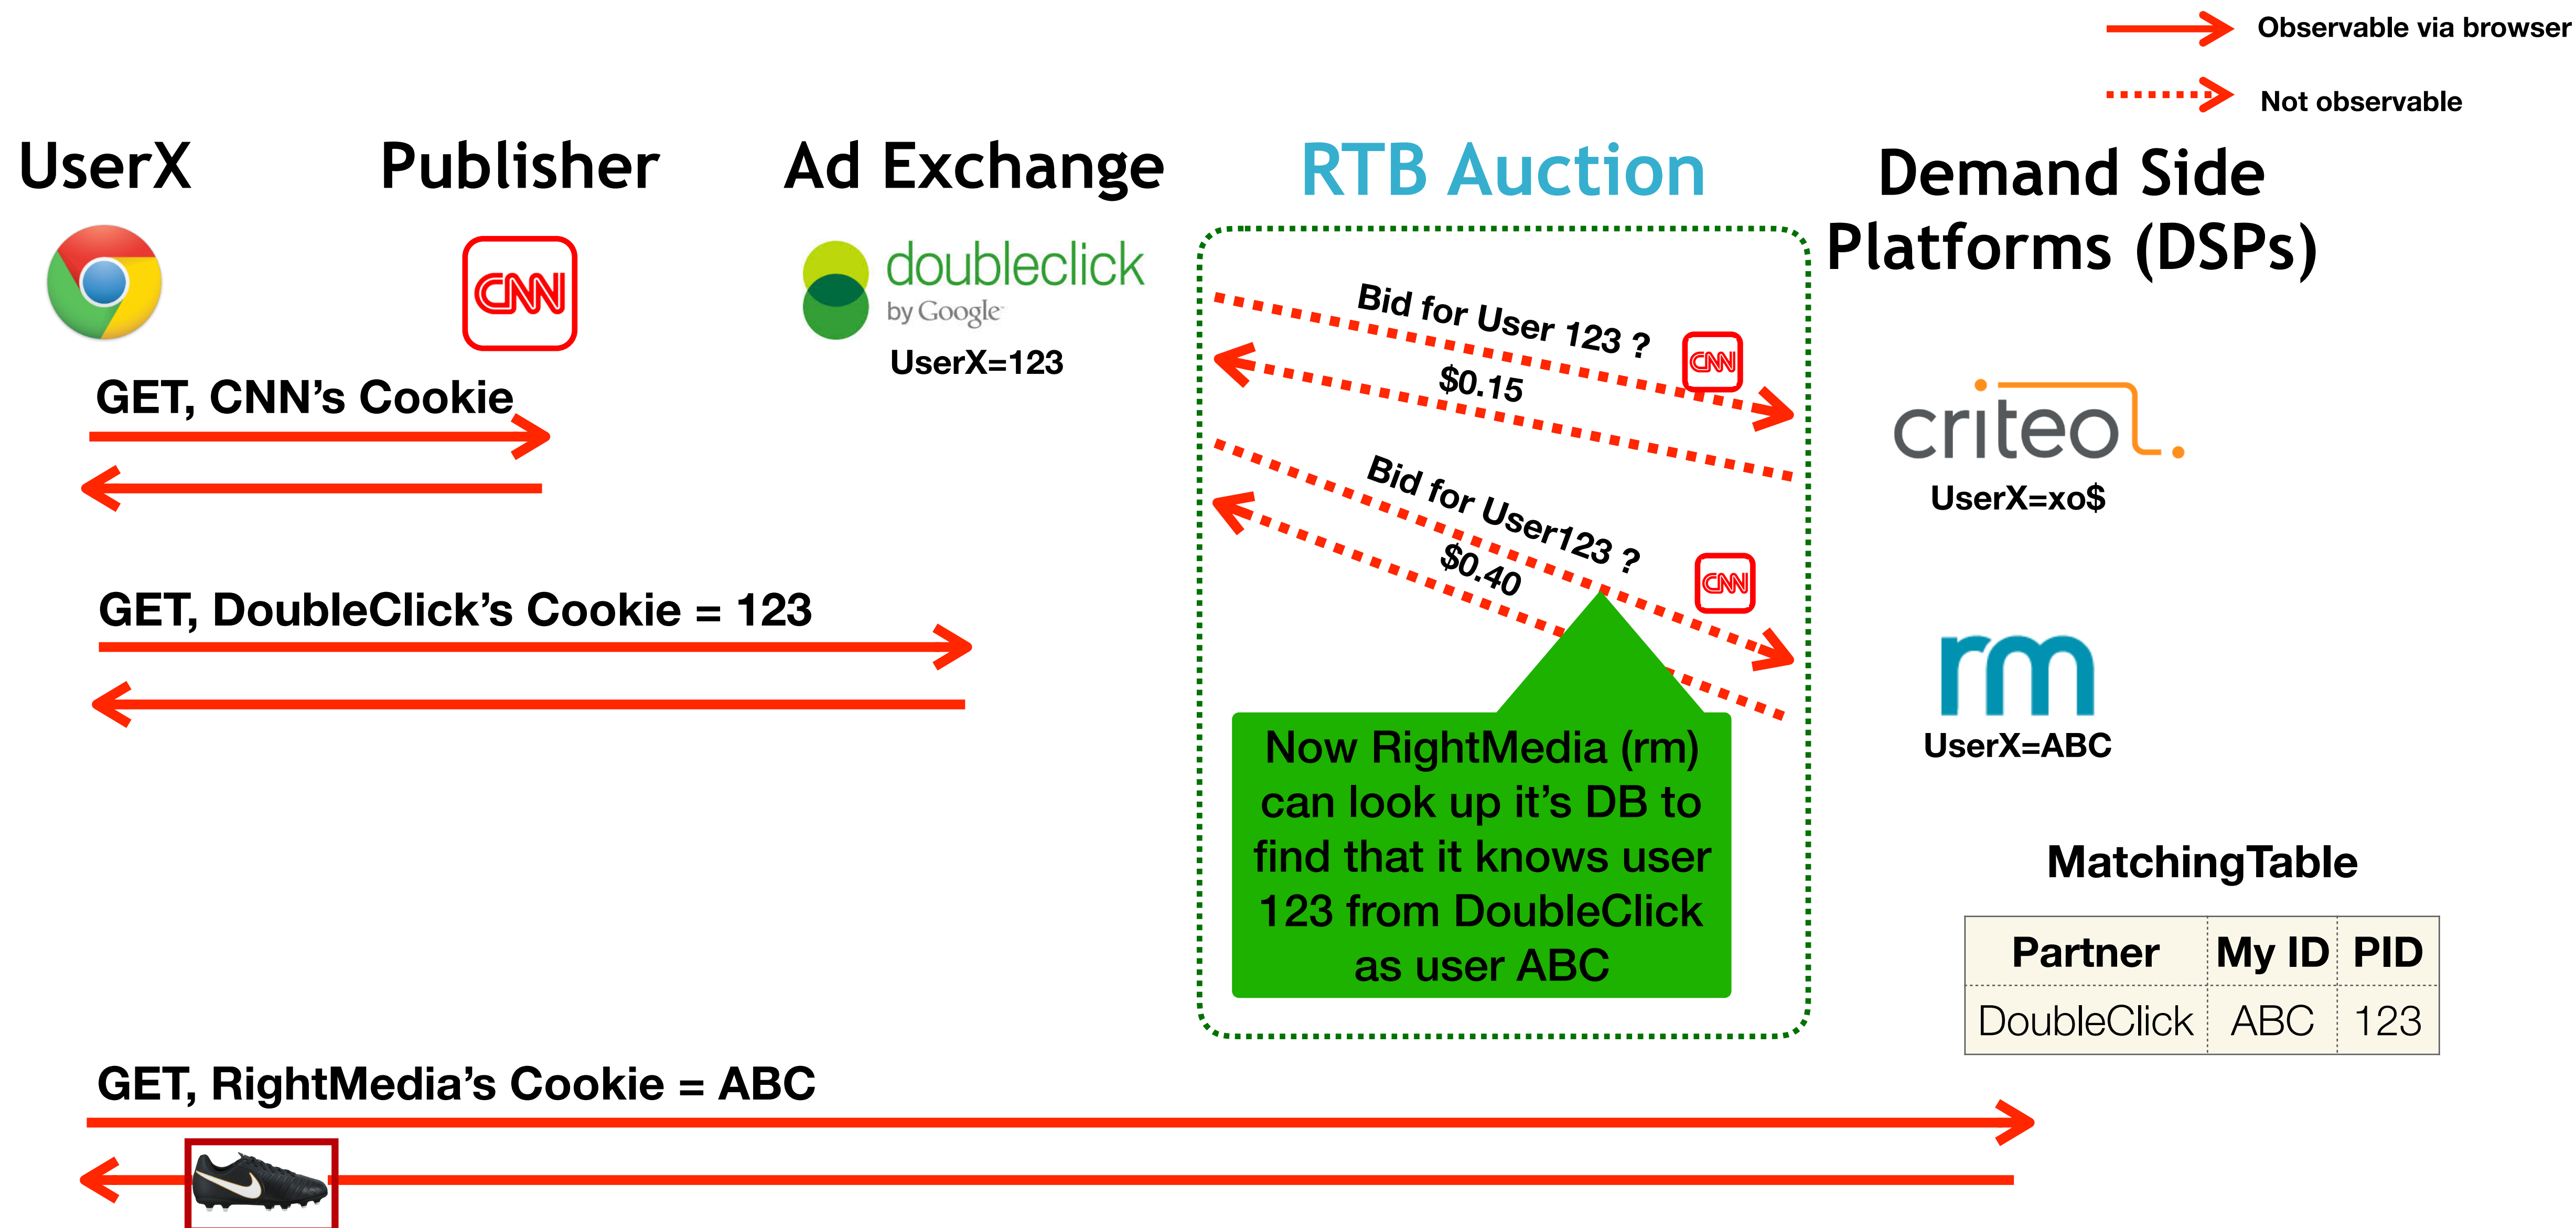 Observable via browser
Not observable
UserX
Publisher
Ad Exchange
RTB Auction
Demand Side
Platforms (DSPs)
CNN
doubleclick
by Google
UserX=123
GET, CNN’s Cookie
Bid for User 123 ?
CNN
$0.15
criteo
UserX=xo$
Bid for User123 ?
CNN
$0.40
GET, DoubleClick’s Cookie = 123
rm
UserX=ABC
Now RightMedia (rm)
can look up it’s DB to
find that it knows user
123 from DoubleClick
as user ABC
MatchingTable
Partner My ID PID
DoubleClick ABC 123
GET, RightMedia’s Cookie = ABC